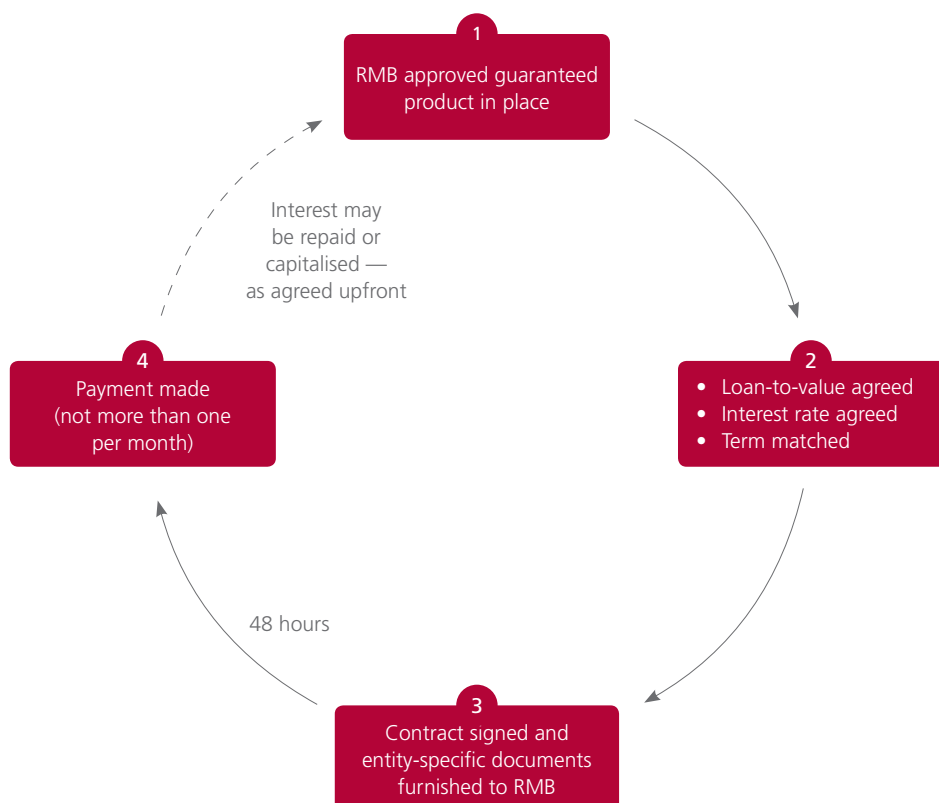 1
RMB approved guaranteed
product in place
Interest may
be repaid or
capitalised —
as agreed upfront
2
• Loan-to-value agreed
• Interest rate agreed
• Term matched
4
Payment made
(not more than one
per month)
48 hours
3
Contract signed and
entity-specific documents
furnished to RMB